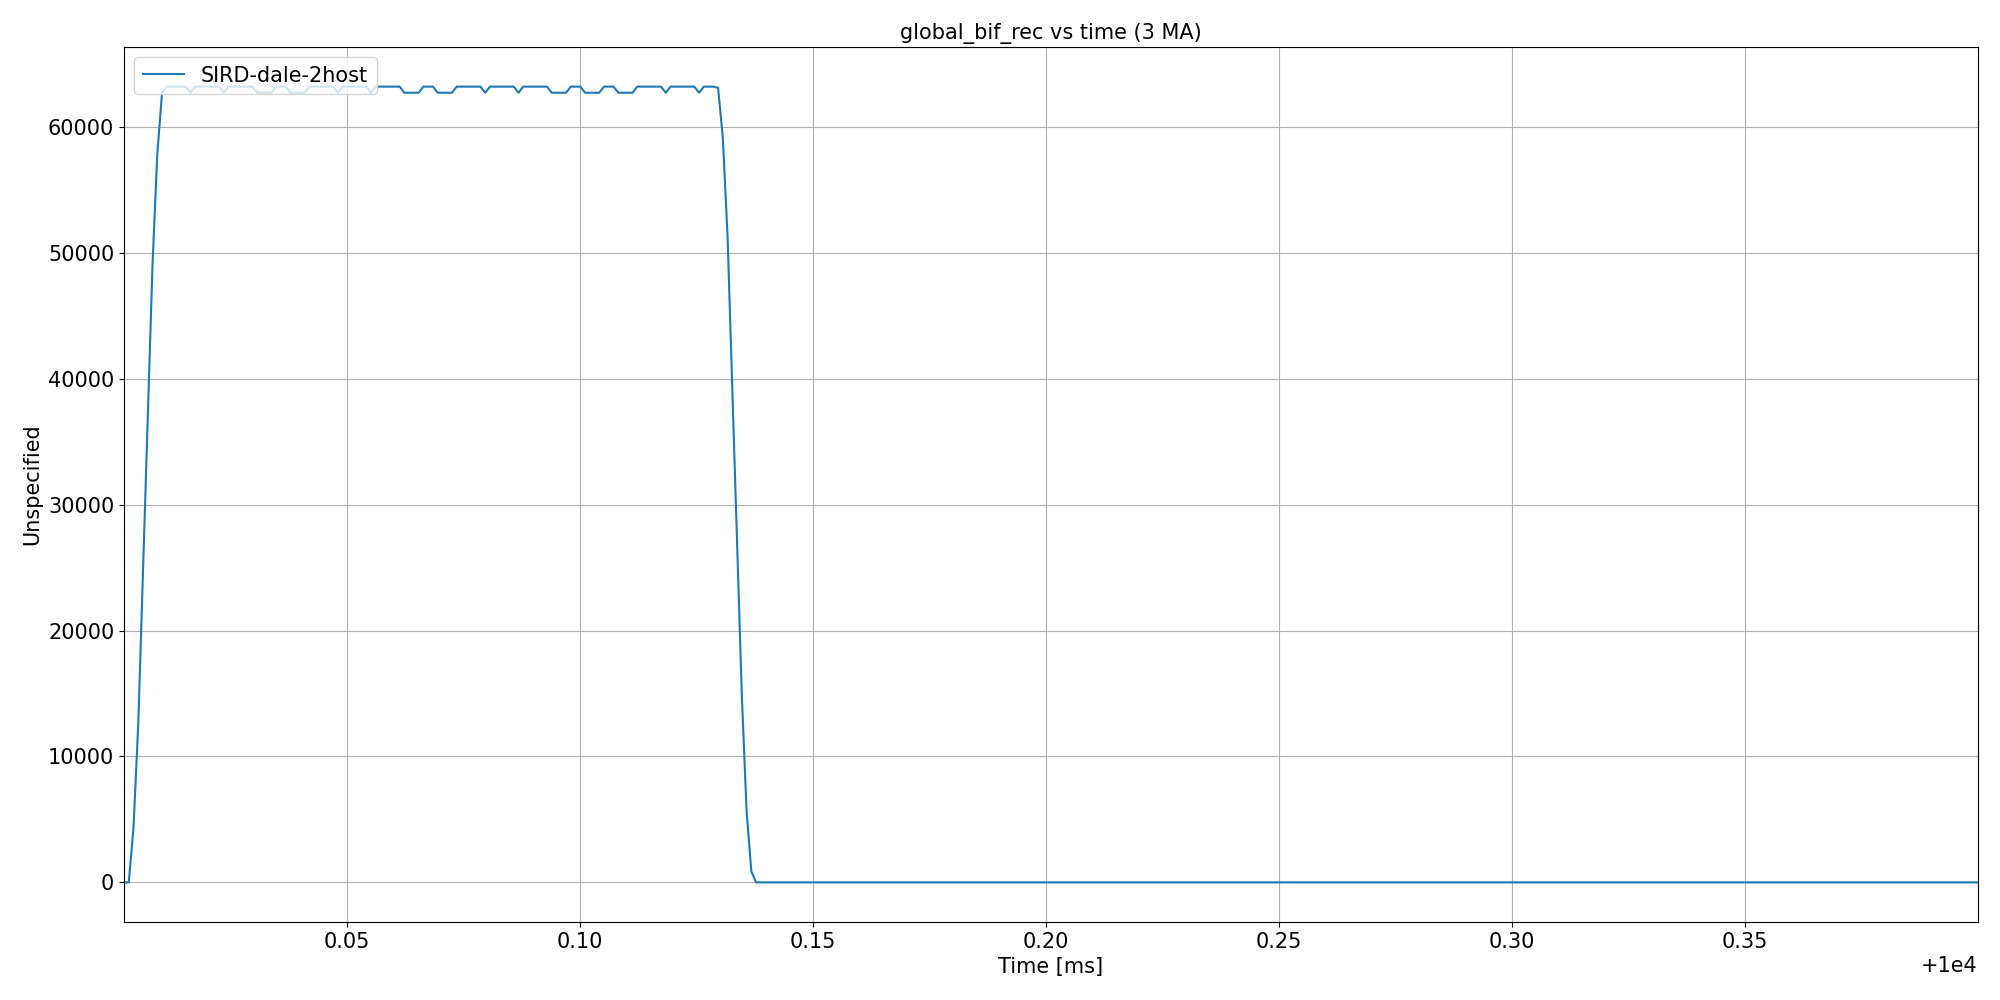 global_bif_rec vs time (3 MA)
SIRD-dale-2host
60000
50000
40000
30000
20000
10000
0
Unspecified
0.05 0.10 0.15 0.20 0.25 0.30 0.35
Time [ms]
+1e4